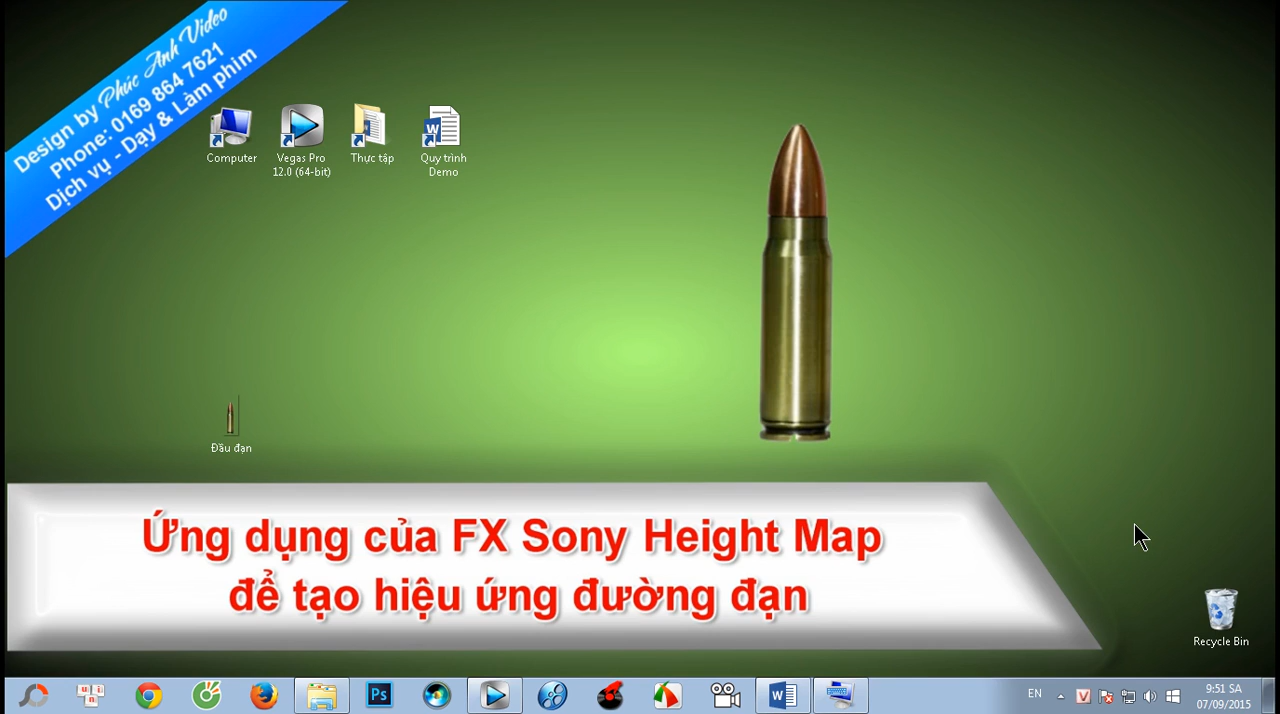 Design by Phúc Anh Video
Phone: 0169 864 7621
Dịch vụ - Dạy & Làm phim
Computer
Vegas Pro
12.0 (64-bit)
Thực tập
Quy trình
Demo
Đầu đạn
Ứng dụng của FX Sony Height Map
để tạo hiệu ứng đường đạn
Recycle Bin
Ps
EN
9:51 SA
07/09/2015